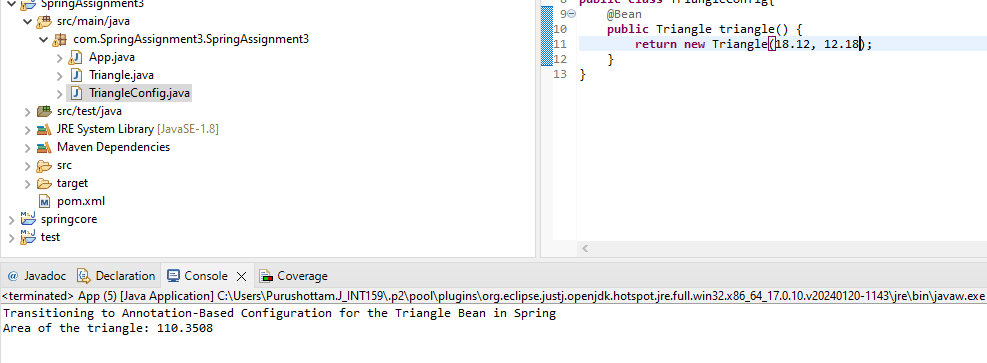 SpringAssignment3
src/main/java
com.SpringAssignment3.SpringAssignment3
App.java
Triangle.java
TriangleConfig.java
src/test/java
JRE System Library [JavaSE-1.8]
Maven Dependencies
src
target
pom.xml
springcore
test
8 public class TriangleConfig{
9 @Bean
10 public Triangle triangle() {
11 return new Triangle(18.12, 12.18);
12 }
13 }
@ Javadoc Declaration Console Coverage
<terminated> App (5) [Java Application] C:\Users\Purushottam.J_INT159\.p2\pool\plugins\org.eclipse.justj.openjdk.hotspot.jre.full.win32.x86_64_17.0.10.v20240120-1143\jre\bin\javaw.exe
Transitioning to Annotation-Based Configuration for the Triangle Bean in Spring
Area of the triangle: 110.3508